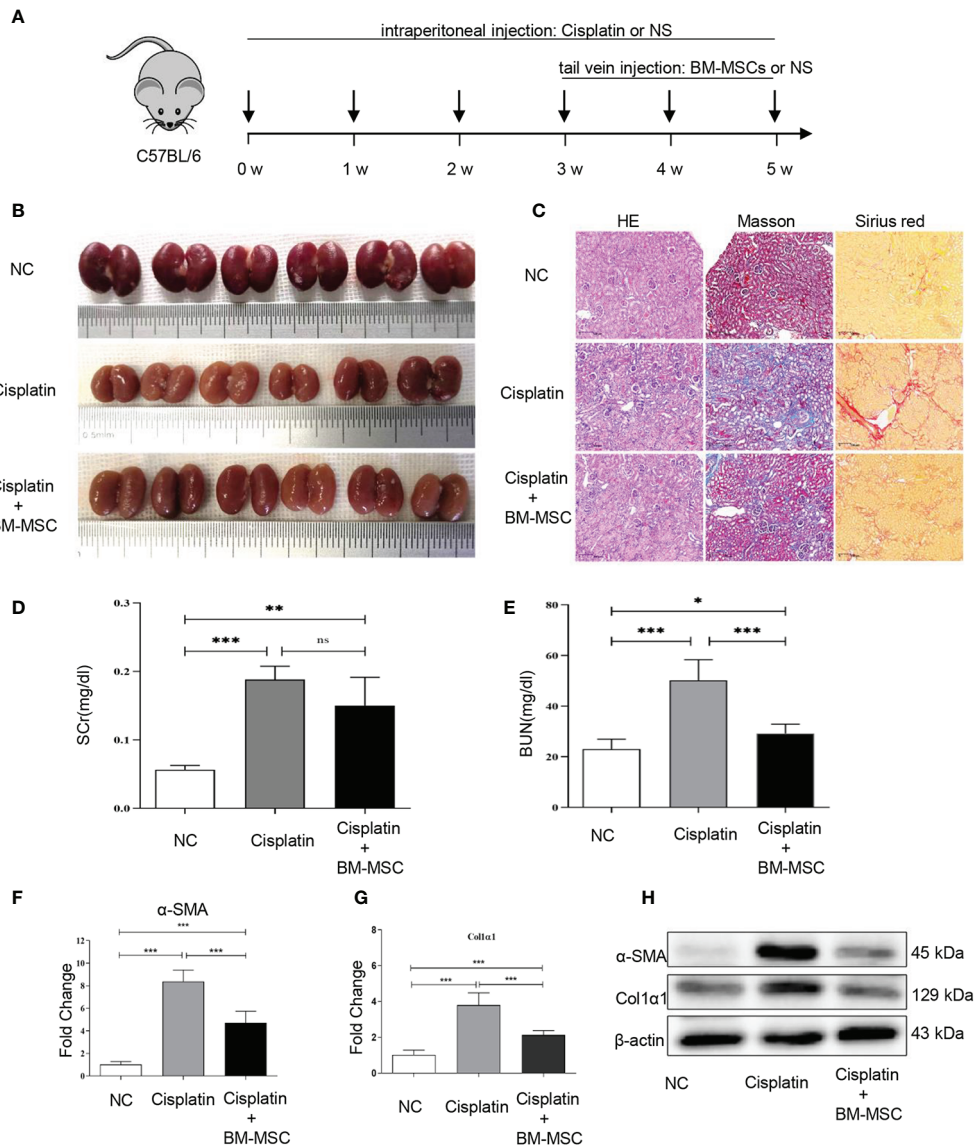 A
intraperitoneal injection: Cisplatin or NS
tail vein injection: BM-MSCs or NS
C57BL/6
0 w
1 w
2 w
3 w
4 w
5 w
B
NC
Cisplatin
Cisplatin
+
BM-MSC
0.5mm
C
HE
Masson
Sirius red
NC
Cisplatin
Cisplatin
+
BM-MSC
D
SCr(mg/dl)
0.3
0.2
0.1
0.0
**
***
ns
NC
Cisplatin
Cisplatin
+
BM-MSC
E
BUN(mg/dl)
80
60
40
20
0
*
***
***
NC
Cisplatin
Cisplatin
+
BM-MSC
F
α-SMA
Fold Change
12
10
8
6
4
2
0
***
***
***
NC
Cisplatin
Cisplatin
+
BM-MSC
G
Col1α1
Fold Change
8
6
4
2
0
***
***
***
NC
Cisplatin
Cisplatin
+
BM-MSC
H
α-SMA
45 kDa
Col1α1
129 kDa
β-actin
43 kDa
NC
Cisplatin
Cisplatin
+
BM-MSC